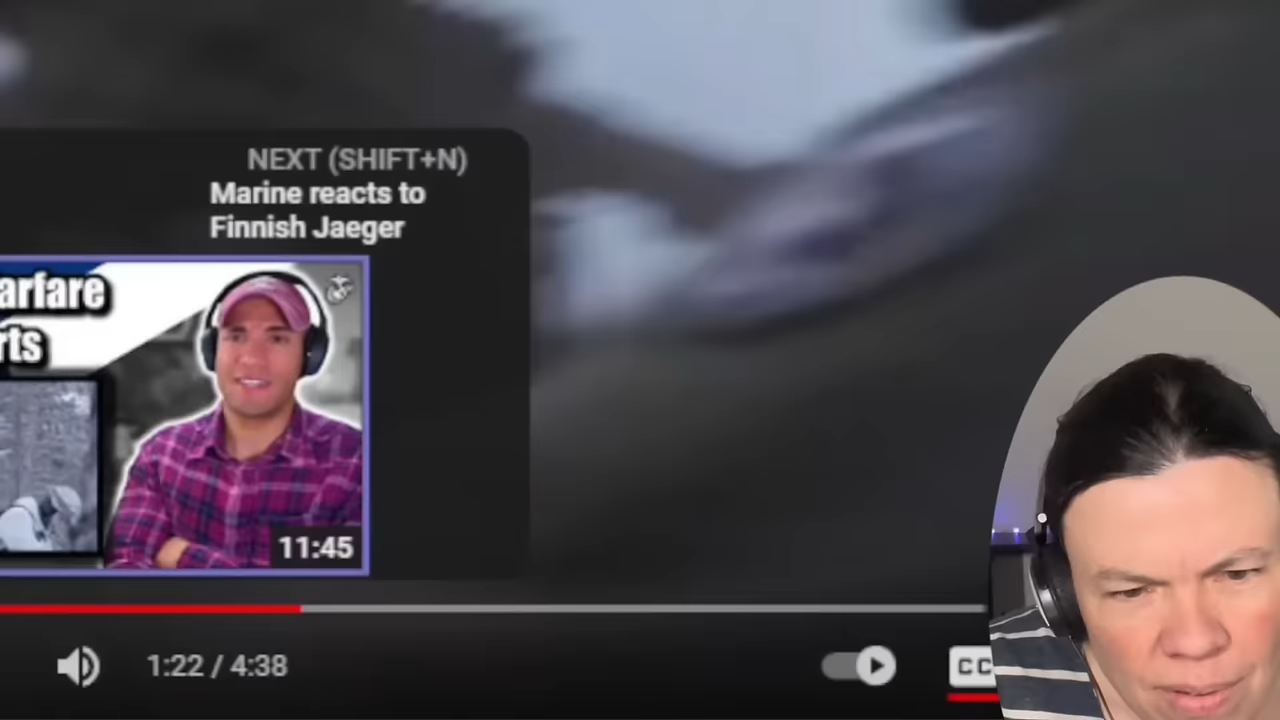 NEXT (SHIFT+N)
Marine reacts to
Finnish Jaeger
arfare
rts
11:45
1:22 / 4:38
CC